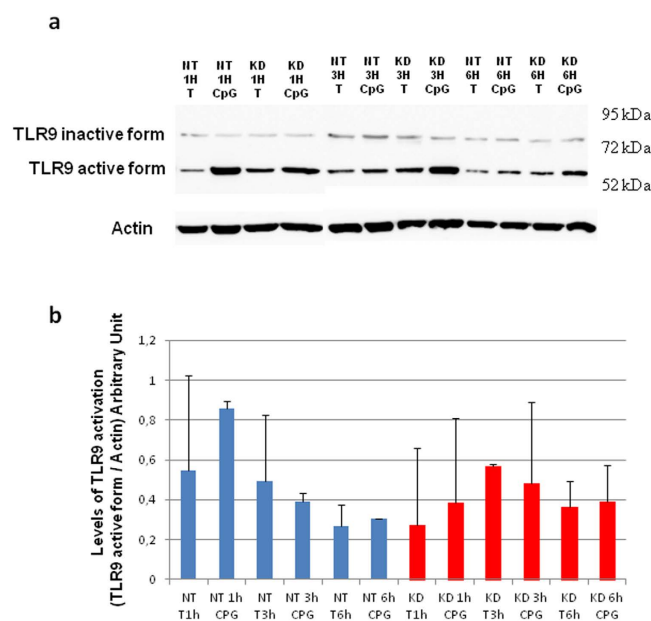 a
NT 1H T
NT 1H CpG
KD 1H T
KD 1H CpG
NT 3H T
NT 3H CpG
KD 3H T
KD 3H CpG
NT 6H T
NT 6H CpG
KD 6H T
KD 6H CpG
95 kDa
TLR9 inactive form
72 kDa
TLR9 active form
52 kDa
Actin
b
Levels of TLR9 activation
(TLR9 active form / Actin) Arbitrary Unit
1,2
1
0,8
0,6
0,4
0,2
0
NT T1h
NT 1h CPG
NT T3h
NT 3h CPG
NT T6h
NT 6h CPG
KD T1h
KD 1h CPG
KD T3h
KD 3h CPG
KD T6h
KD 6h CPG